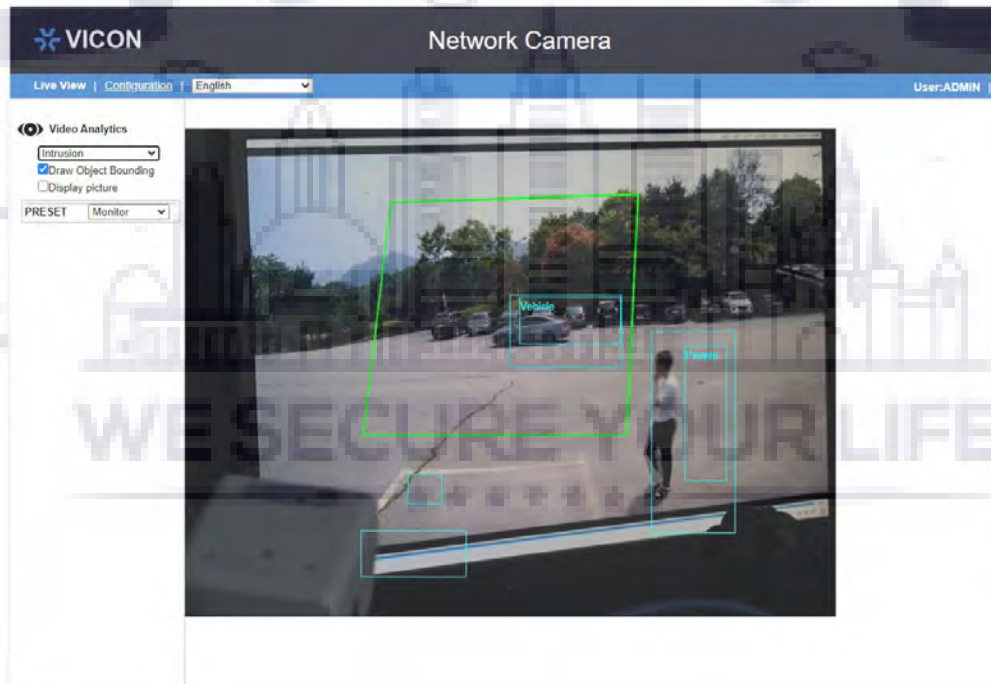 VICON
Network Camera
Live View | Configuration | English
User:ADMIN |
Video Analytics
Intrusion
Draw Object Bounding
Display picture
PRESET Monitor
Vehicle
People
WE SECURE YOUR LIFE